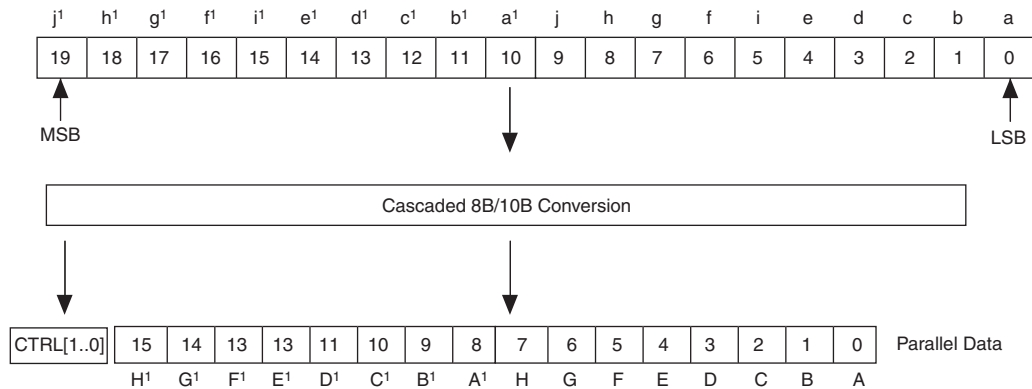 j¹ h¹ g¹ f¹ i¹ e¹ d¹ c¹ b¹ a¹ j h g f i e d c b a
19 18 17 16 15 14 13 12 11 10 9 8 7 6 5 4 3 2 1 0
MSB LSB
Cascaded 8B/10B Conversion
CTRL[1..0] 15 14 13 13 11 10 9 8 7 6 5 4 3 2 1 0 Parallel Data
H¹ G¹ F¹ E¹ D¹ C¹ B¹ A¹ H G F E D C B A